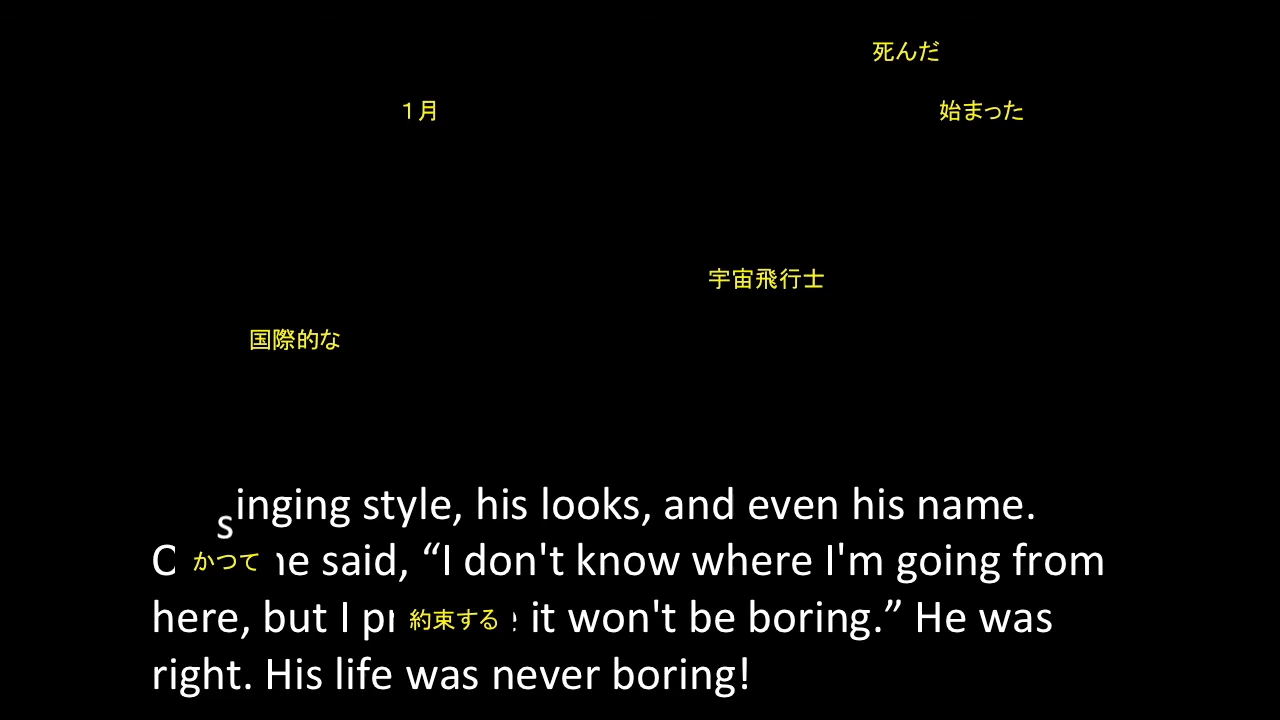 死んだ
1月 始まった
宇宙飛行士
国際的な
singing style, his looks, and even his name.
かつて he said, “I don't know where I'm going from
here, but I 約束する it won't be boring.” He was
right. His life was never boring!